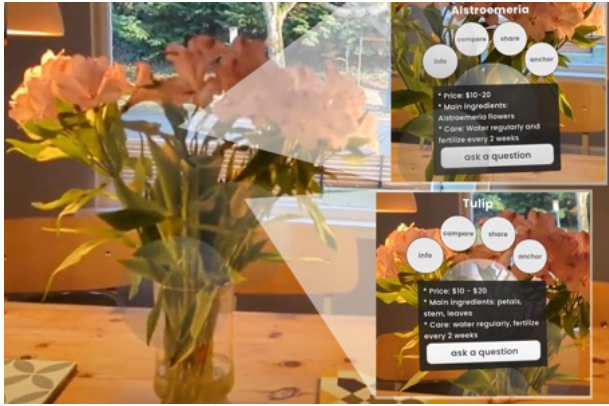 Alstroemeria
info
compare
share
anchor
* Price: $10-20
* Main ingredients:
Alstroemeria flowers
* Care: Water regularly and
fertilize every 2 weeks
ask a question
Tulip
info
compare
share
anchor
* Price: $10 - $20
* Main ingredients: petals,
stem, leaves
* Care: water regularly, fertilize
every 2 weeks
ask a question